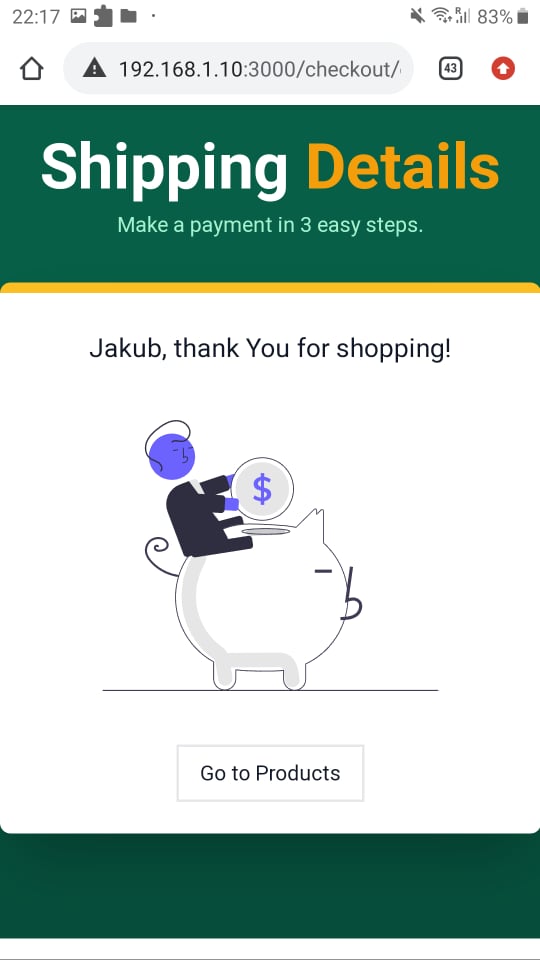 22:17
R
83%
192.168.1.10:3000/checkout/
43
Shipping Details
Make a payment in 3 easy steps.
Jakub, thank You for shopping!
$
Go to Products